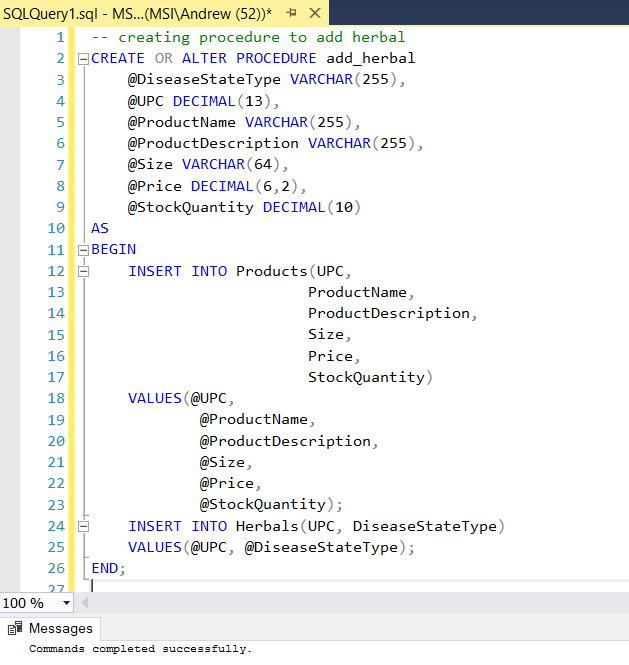 SQLQuery1.sql - MS...(MSI\Andrew (52))*
1 -- creating procedure to add herbal
2 CREATE OR ALTER PROCEDURE add_herbal
3 @DiseaseStateType VARCHAR(255),
4 @UPC DECIMAL(13),
5 @ProductName VARCHAR(255),
6 @ProductDescription VARCHAR(255),
7 @Size VARCHAR(64),
8 @Price DECIMAL(6,2),
9 @StockQuantity DECIMAL(10)
10 AS
11 BEGIN
12 INSERT INTO Products(UPC,
13 ProductName,
14 ProductDescription,
15 Size,
16 Price,
17 StockQuantity)
18 VALUES(@UPC,
19 @ProductName,
20 @ProductDescription,
21 @Size,
22 @Price,
23 @StockQuantity);
24 INSERT INTO Herbals(UPC, DiseaseStateType)
25 VALUES(@UPC, @DiseaseStateType);
26 END;
27
100 %
Messages
Commands completed successfully.